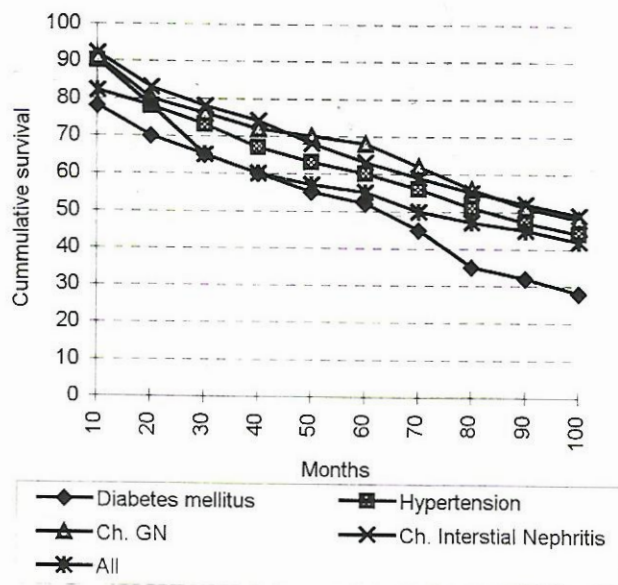 100
90
80
70
60
50
40
30
20
10
0
Cummulative survival
10 20 30 40 50 60 70 80 90 100
Months
Diabetes mellitus Hypertension
Ch. GN Ch. Interstial Nephritis
All